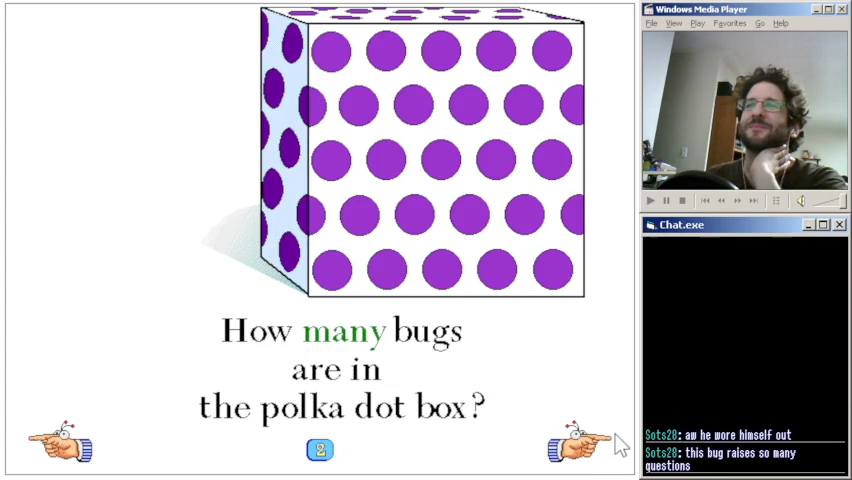 How many bugs
are in
the polka dot box?
2
Windows Media Player
File View Play Favorites Go Help
Chat.exe
Sots28: aw he wore himself out
Sots28: this bug raises so many
questions